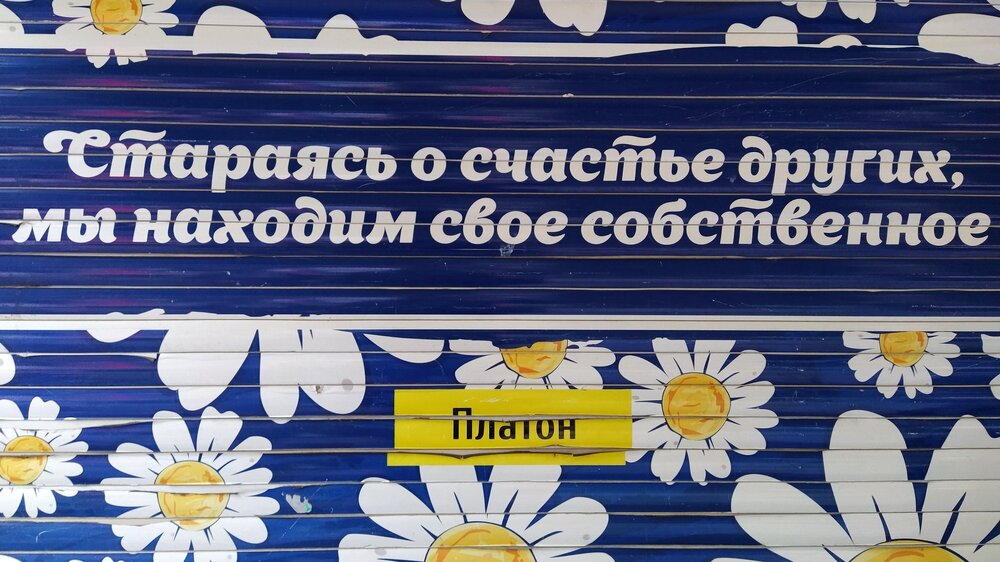 Стараясь о счастье других,
мы находим свое собственное
Платон